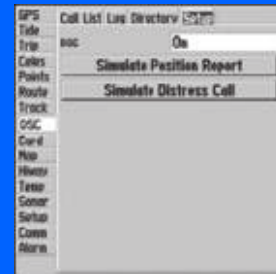 GPS
Tide
Trip
Celes
Points
Route
Track
DSC
Card
Map
Hiway
Temp
Sonar
Setup
Comm
Alarm
Call List Log Directory Setup
DSC On
Simulate Position Report
Simulate Distress Call